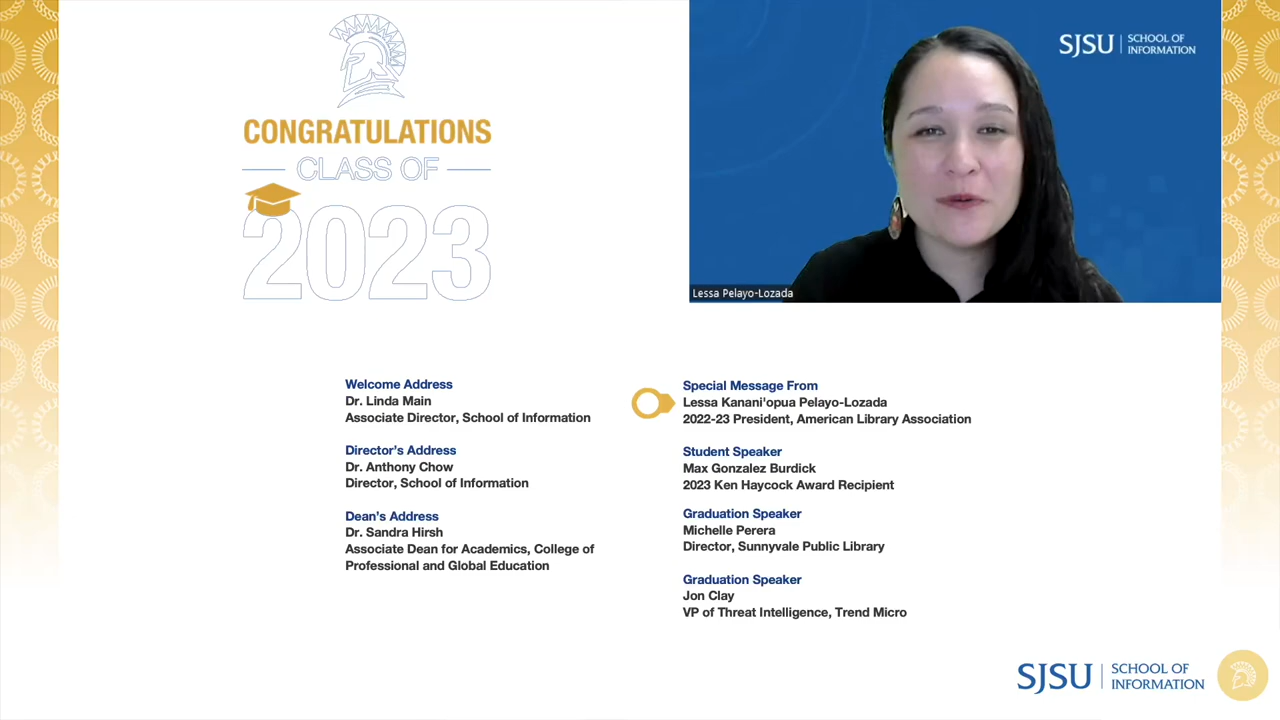 CONGRATULATIONS
CLASS OF
2023
SJSU SCHOOL OF
INFORMATION
Lessa Pelayo-Lozada
Welcome Address
Dr. Linda Main
Associate Director, School of Information
Director's Address
Dr. Anthony Chow
Director, School of Information
Dean's Address
Dr. Sandra Hirsh
Associate Dean for Academics, College of
Professional and Global Education
Special Message From
Lessa Kanani'opua Pelayo-Lozada
2022-23 President, American Library Association
Student Speaker
Max Gonzalez Burdick
2023 Ken Haycock Award Recipient
Graduation Speaker
Michelle Perera
Director, Sunnyvale Public Library
Graduation Speaker
Jon Clay
VP of Threat Intelligence, Trend Micro
SJSU SCHOOL OF
INFORMATION